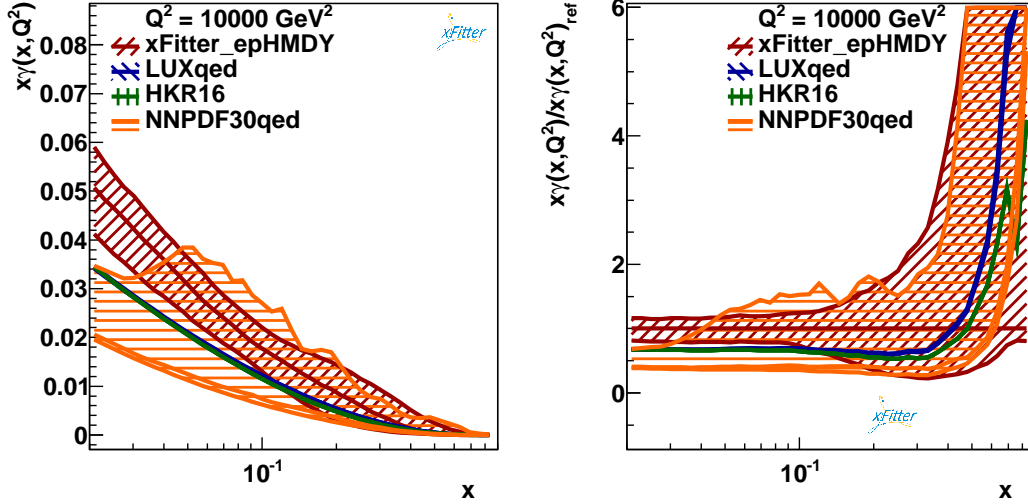 Q² = 10000 GeV²
xFitter_epHMDY
LUXqed
HKR16
NNPDF30qed
xFitter
xγ(x,Q²)
0.08
0.07
0.06
0.05
0.04
0.03
0.02
0.01
0
10⁻¹
x
Q² = 10000 GeV²
xFitter_epHMDY
LUXqed
HKR16
NNPDF30qed
xFitter
xγ(x,Q²)/xγ(x,Q²)ref
6
4
2
0
10⁻¹
x